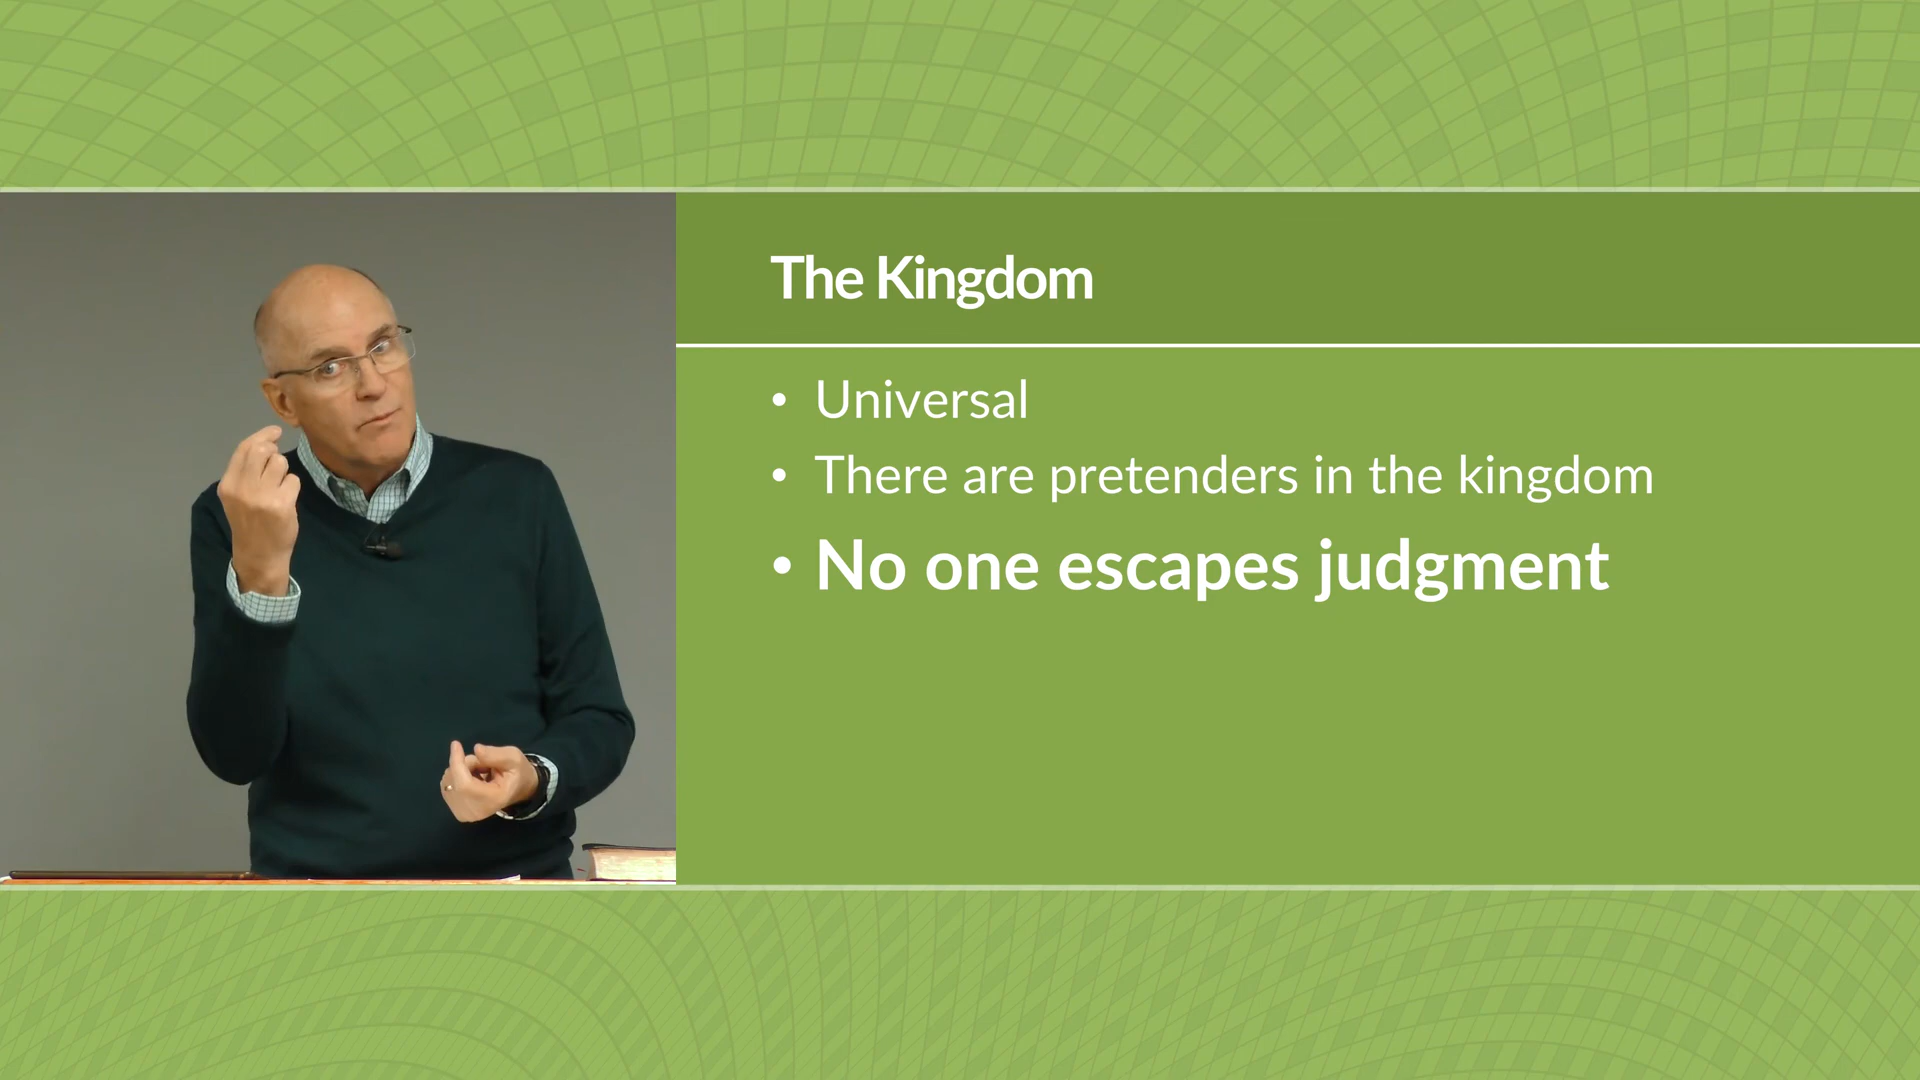 The Kingdom
• Universal
• There are pretenders in the kingdom
• No one escapes judgment